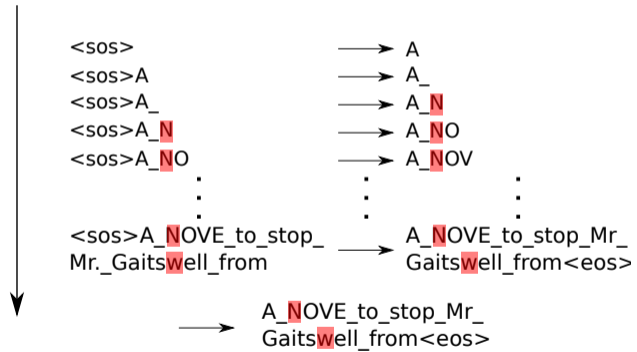 <sos> A
<sos>A A_
<sos>A_ A_N
<sos>A_N A_NO
<sos>A_NO A_NOV
<sos>A_NOVE_to_stop_ A_NOVE_to_stop_Mr_
Mr._Gaitswell_from Gaitswell_from<eos>
A_NOVE_to_stop_Mr_
Gaitswell_from<eos>